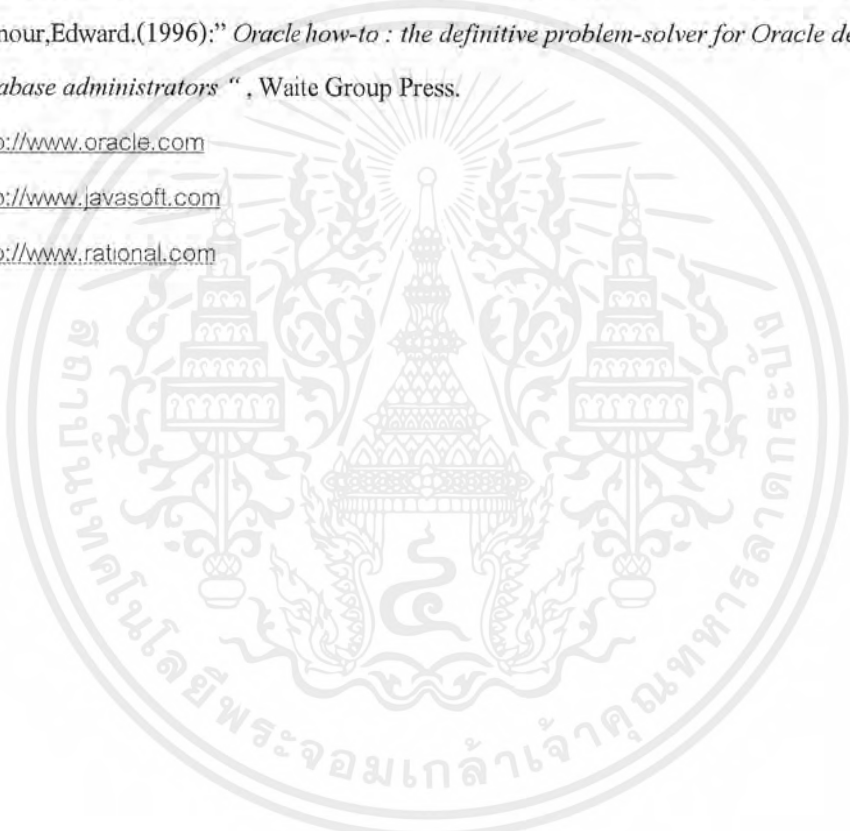 nour,Edward.(1996):” Oracle how-to : the definitive problem-solver for Oracle de
abase administrators “ , Waite Group Press.
o://www.oracle.com
o://www.javasoft.com
o://www.rational.com
สถาบันเทคโนโลยีพระจอมเกล้าเจ้าคุณทหารลาดกระบัง